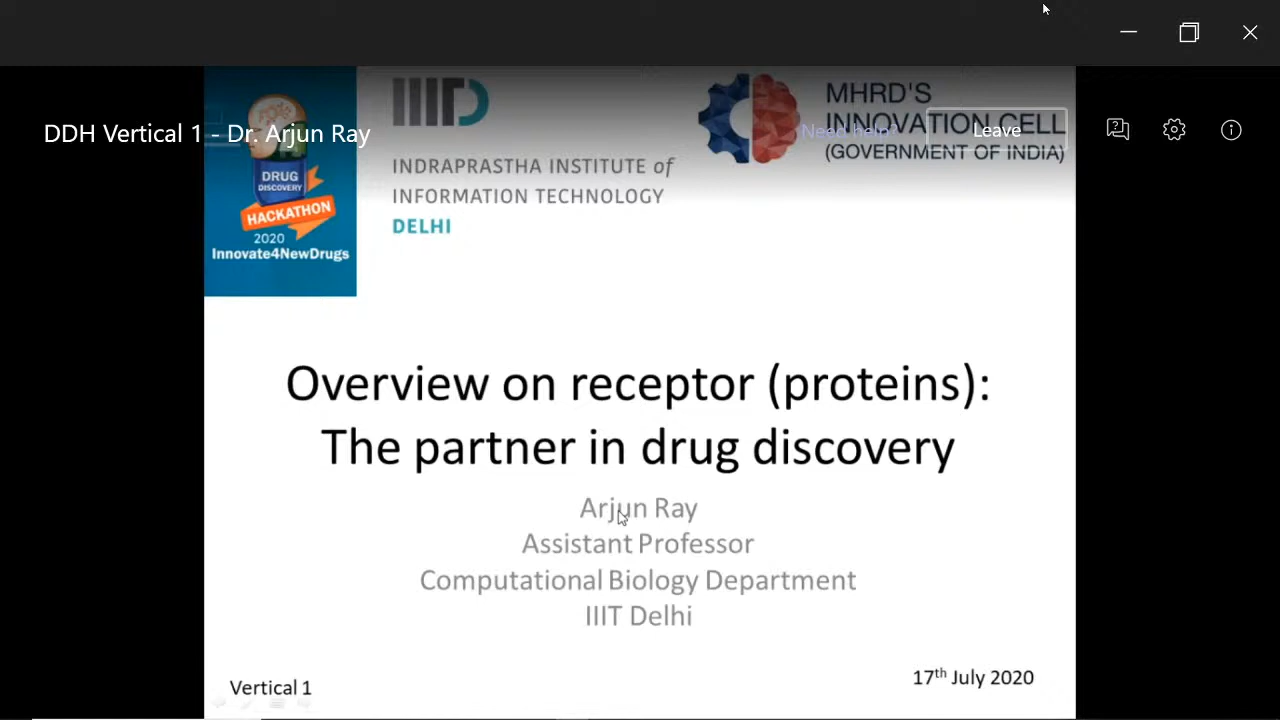 DDH Vertical 1 - Dr. Arjun Ray
Need help?
Leave
DRUG
DISCOVERY
HACKATHON
2020
Innovate4NewDrugs
IIITD
INDRAPRASTHA INSTITUTE of
INFORMATION TECHNOLOGY
DELHI
MHRD'S
INNOVATION CELL
(GOVERNMENT OF INDIA)
Overview on receptor (proteins):
The partner in drug discovery
Arjun Ray
Assistant Professor
Computational Biology Department
IIIT Delhi
Vertical 1
17th July 2020